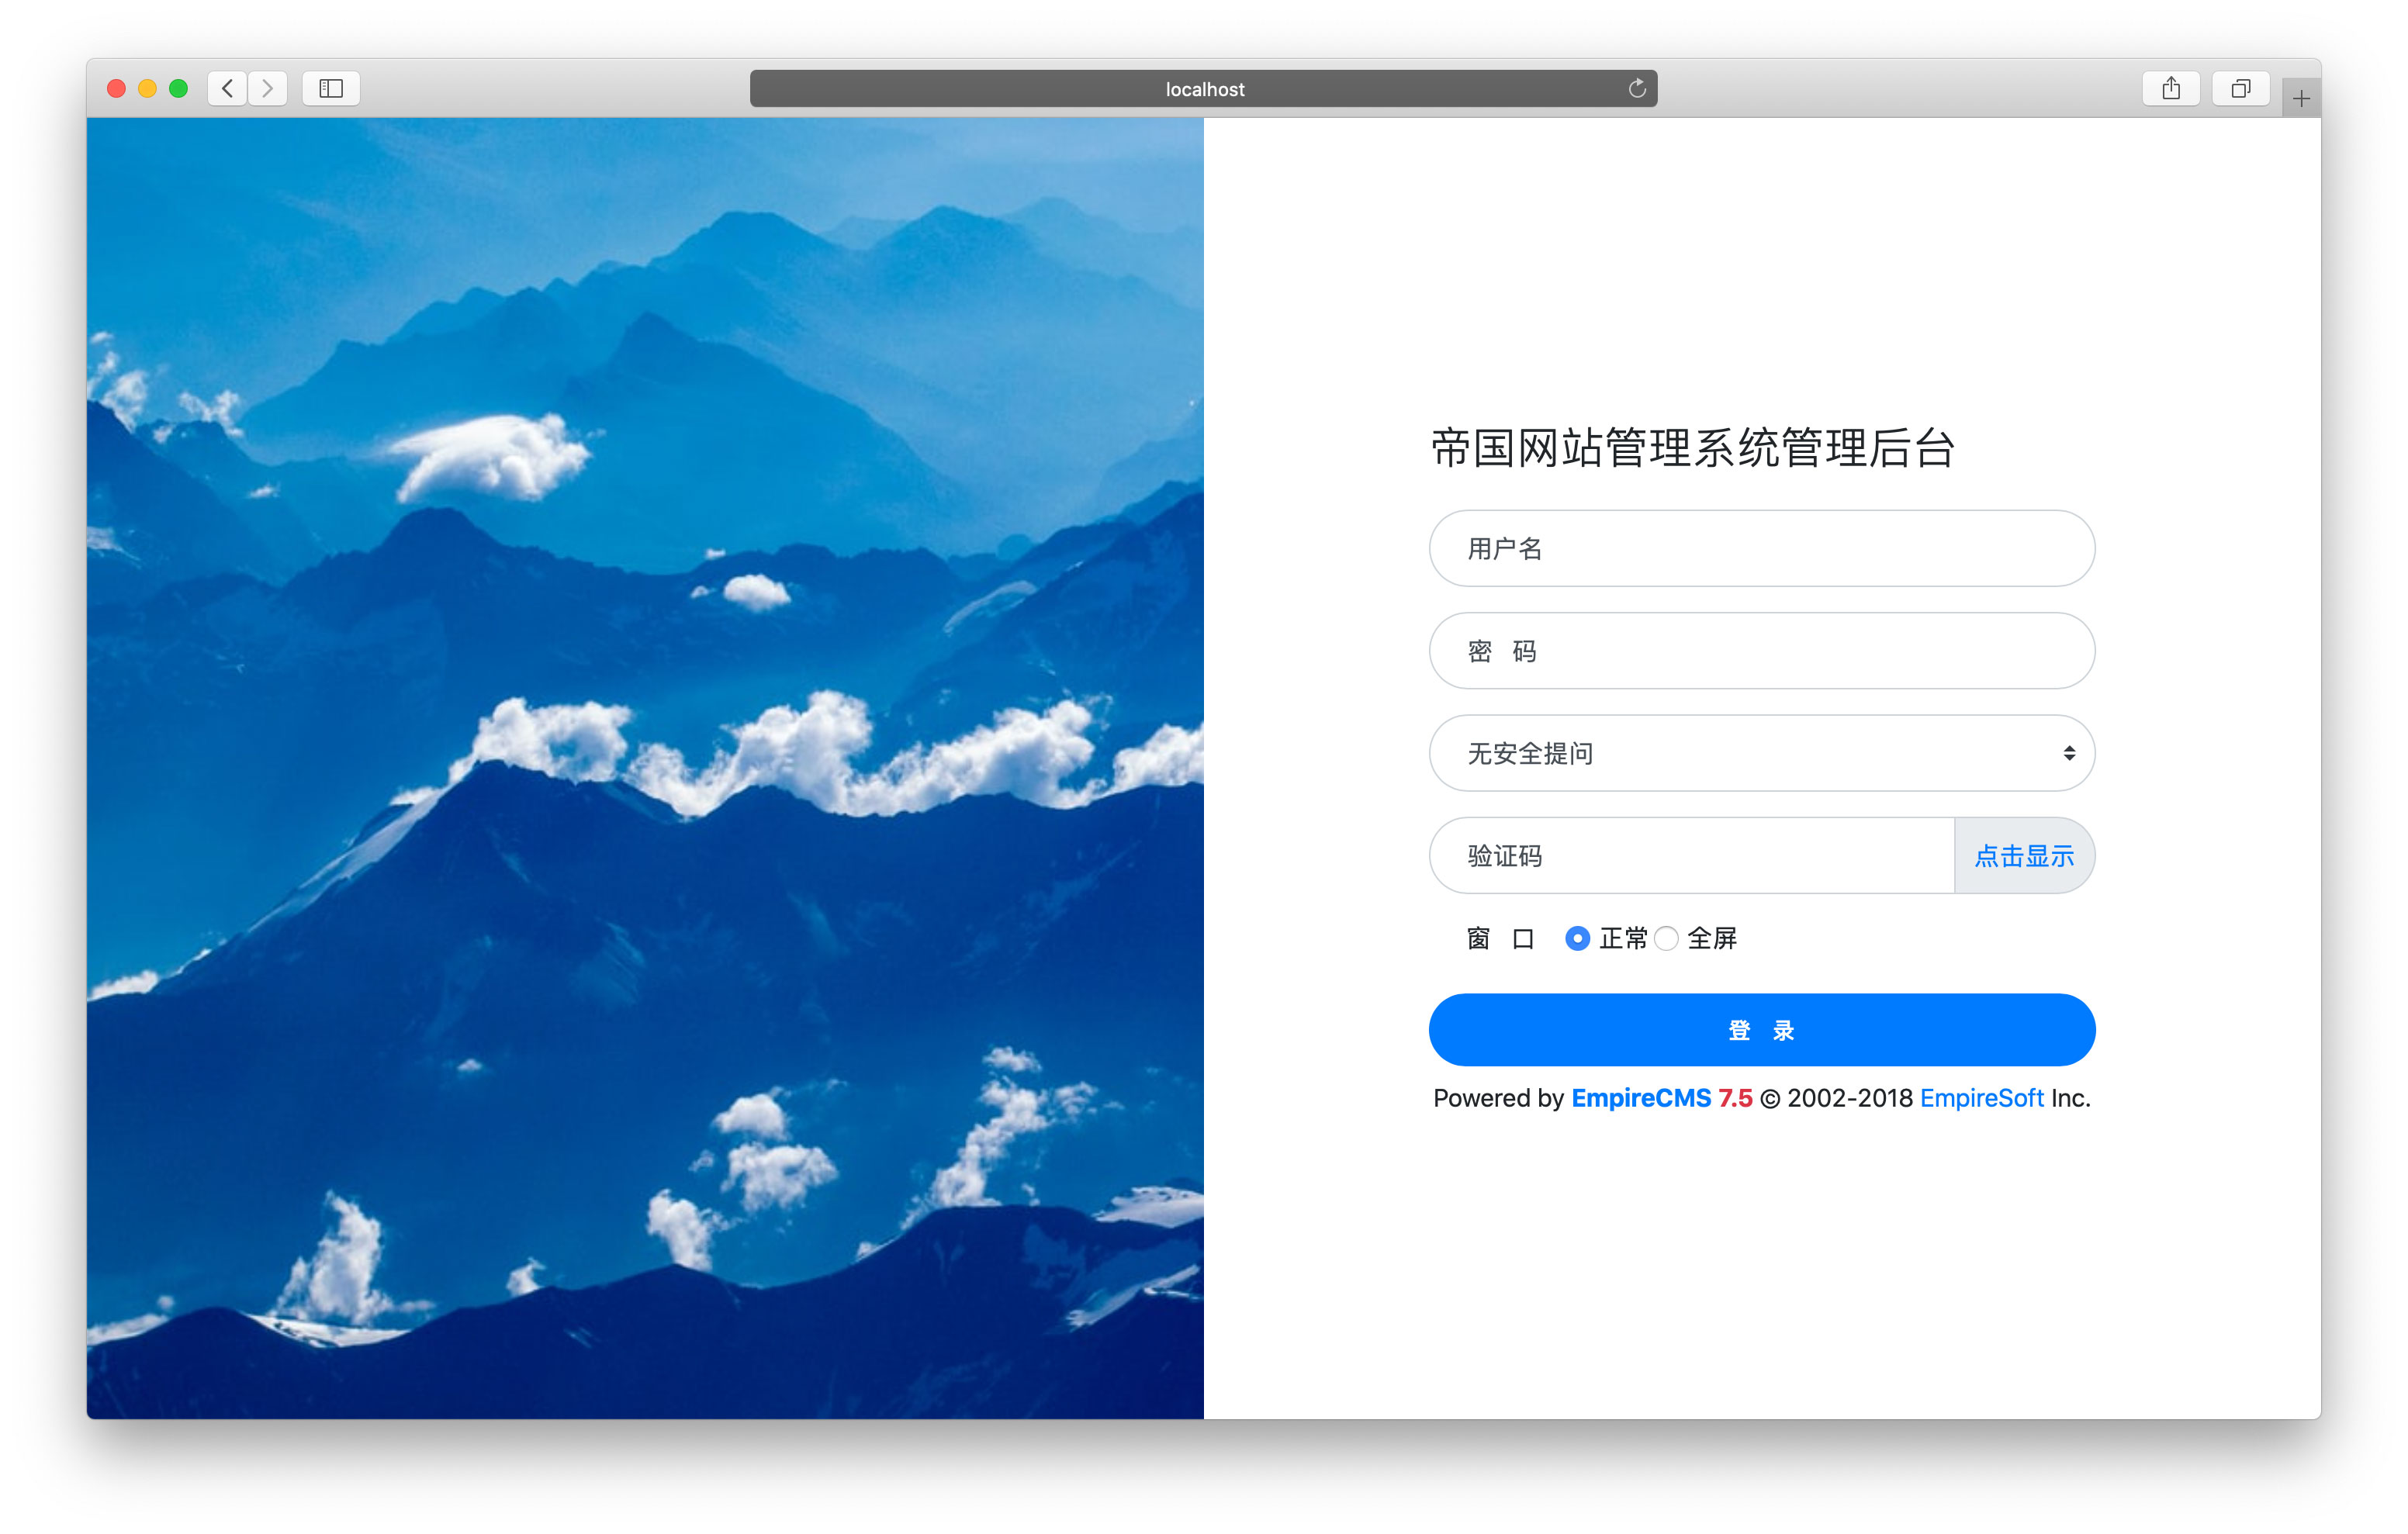 localhost
帝国网站管理系统管理后台
用户名
密 码
无安全提问
验证码 点击显示
窗 口 正常 全屏
登 录
Powered by EmpireCMS 7.5 © 2002-2018 EmpireSoft Inc.